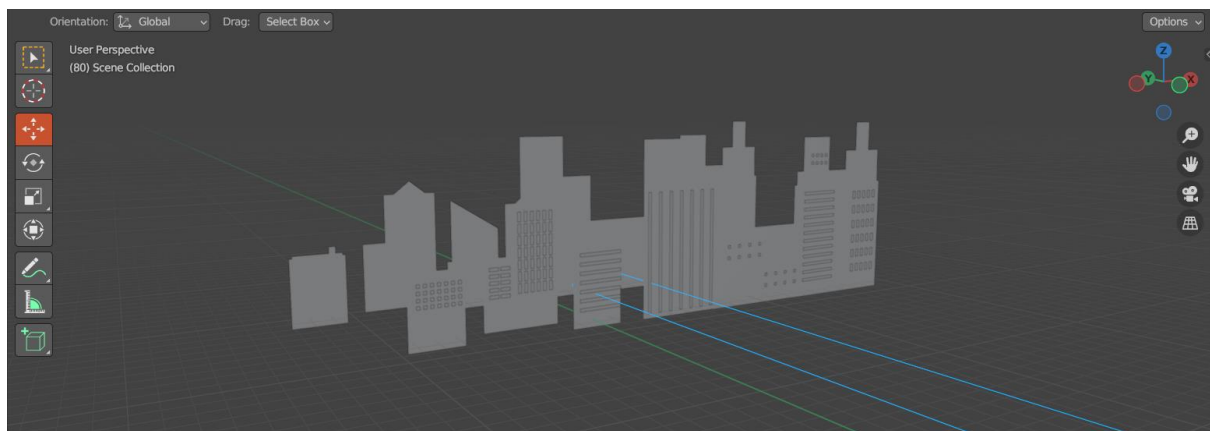 Orientation: Global Drag: Select Box Options
User Perspective
(80) Scene Collection
Z
Y X